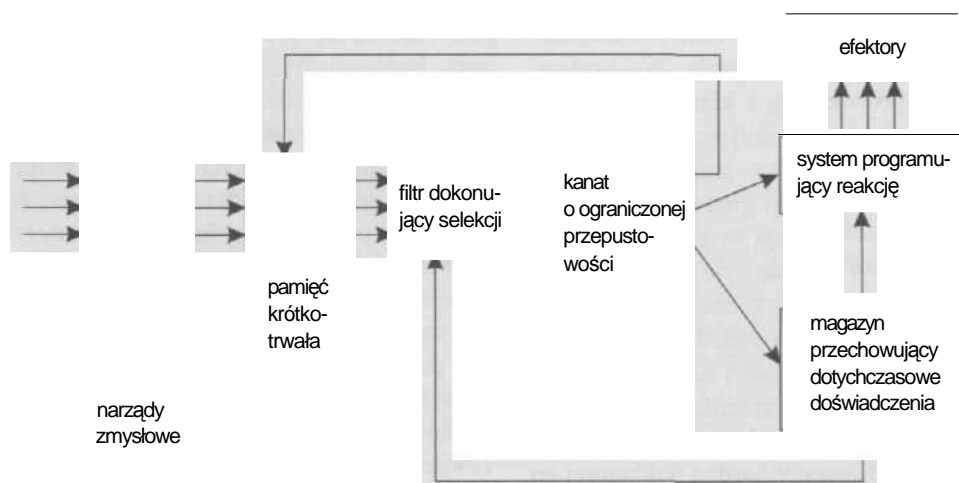 efektory
system programu-
jący reakcję
filtr dokonu-
jący selekcji
kanat
o ograniczonej
przepusto-
wości
pamięć
krótko-
trwała
magazyn
przechowujący
dotychczasowe
doświadczenia
narządy
zmysłowe